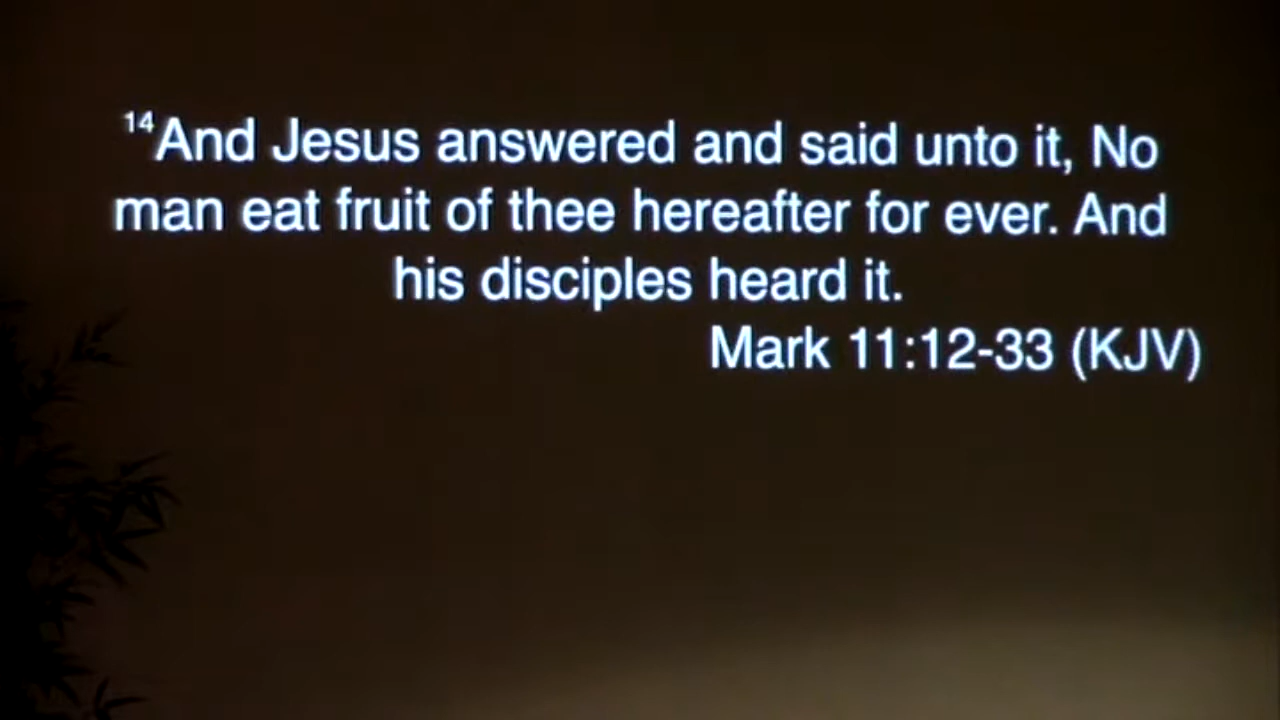 14And Jesus answered and said unto it, No
man eat fruit of thee hereafter for ever. And
his disciples heard it.
Mark 11:12-33 (KJV)